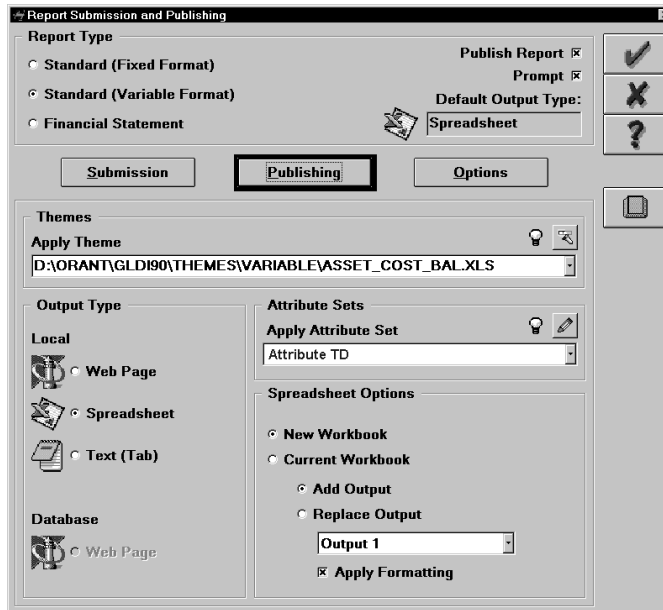 Report Submission and Publishing
Report Type
Standard (Fixed Format)
Standard (Variable Format)
Financial Statement
Publish Report
Prompt
Default Output Type:
Spreadsheet
Submission
Publishing
Options
Themes
Apply Theme
D:\ORANT\GLDI90\THEMES\VARIABLE\ASSET_COST_BAL.XLS
Output Type
Local
Web Page
Spreadsheet
Text (Tab)
Database
Web Page
Attribute Sets
Apply Attribute Set
Attribute TD
Spreadsheet Options
New Workbook
Current Workbook
Add Output
Replace Output
Output 1
Apply Formatting